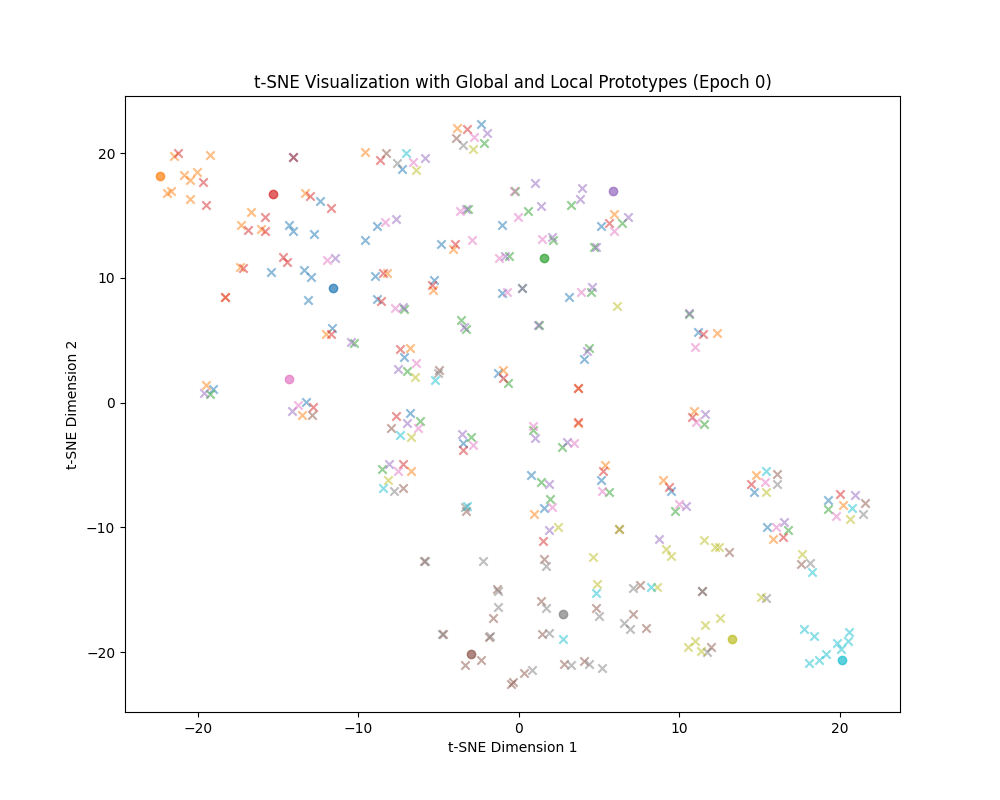 t-SNE Visualization with Global and Local Prototypes (Epoch 0)
20
10
0
−10
−20
t-SNE Dimension 2
−20 −10 0 10 20
t-SNE Dimension 1